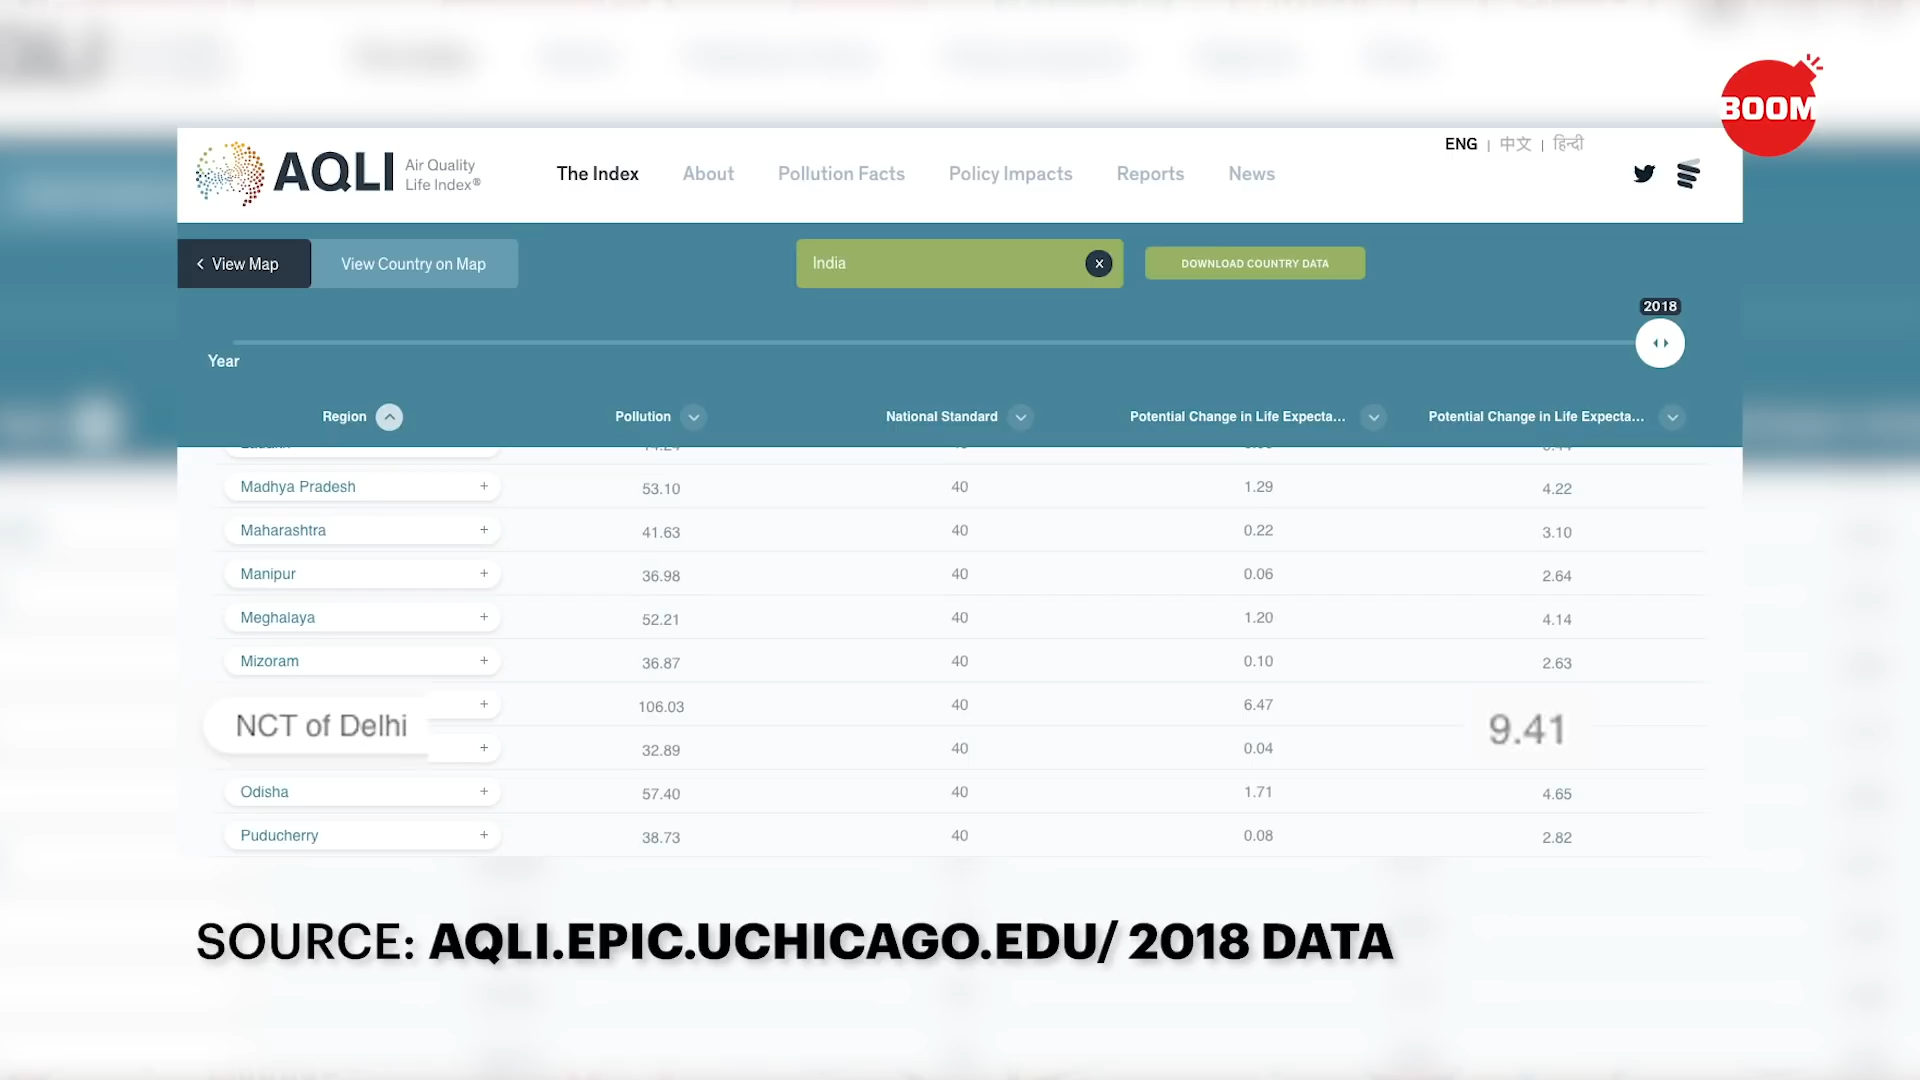 BOOM
ENG | 中文 | हिन्दी
AQLI Air Quality Life Index®
The Index About Pollution Facts Policy Impacts Reports News
View Map View Country on Map India DOWNLOAD COUNTRY DATA
2018
Year
Region Pollution National Standard Potential Change in Life Expecta... Potential Change in Life Expecta...
Madhya Pradesh + 53.10 40 1.29 4.22
Maharashtra + 41.63 40 0.22 3.10
Manipur + 36.98 40 0.06 2.64
Meghalaya + 52.21 40 1.20 4.14
Mizoram + 36.87 40 0.10 2.63
NCT of Delhi + 106.03 40 6.47 9.41
+ 32.89 40 0.04
Odisha + 57.40 40 1.71 4.65
Puducherry + 38.73 40 0.08 2.82
SOURCE: AQLI.EPIC.UCHICAGO.EDU/ 2018 DATA